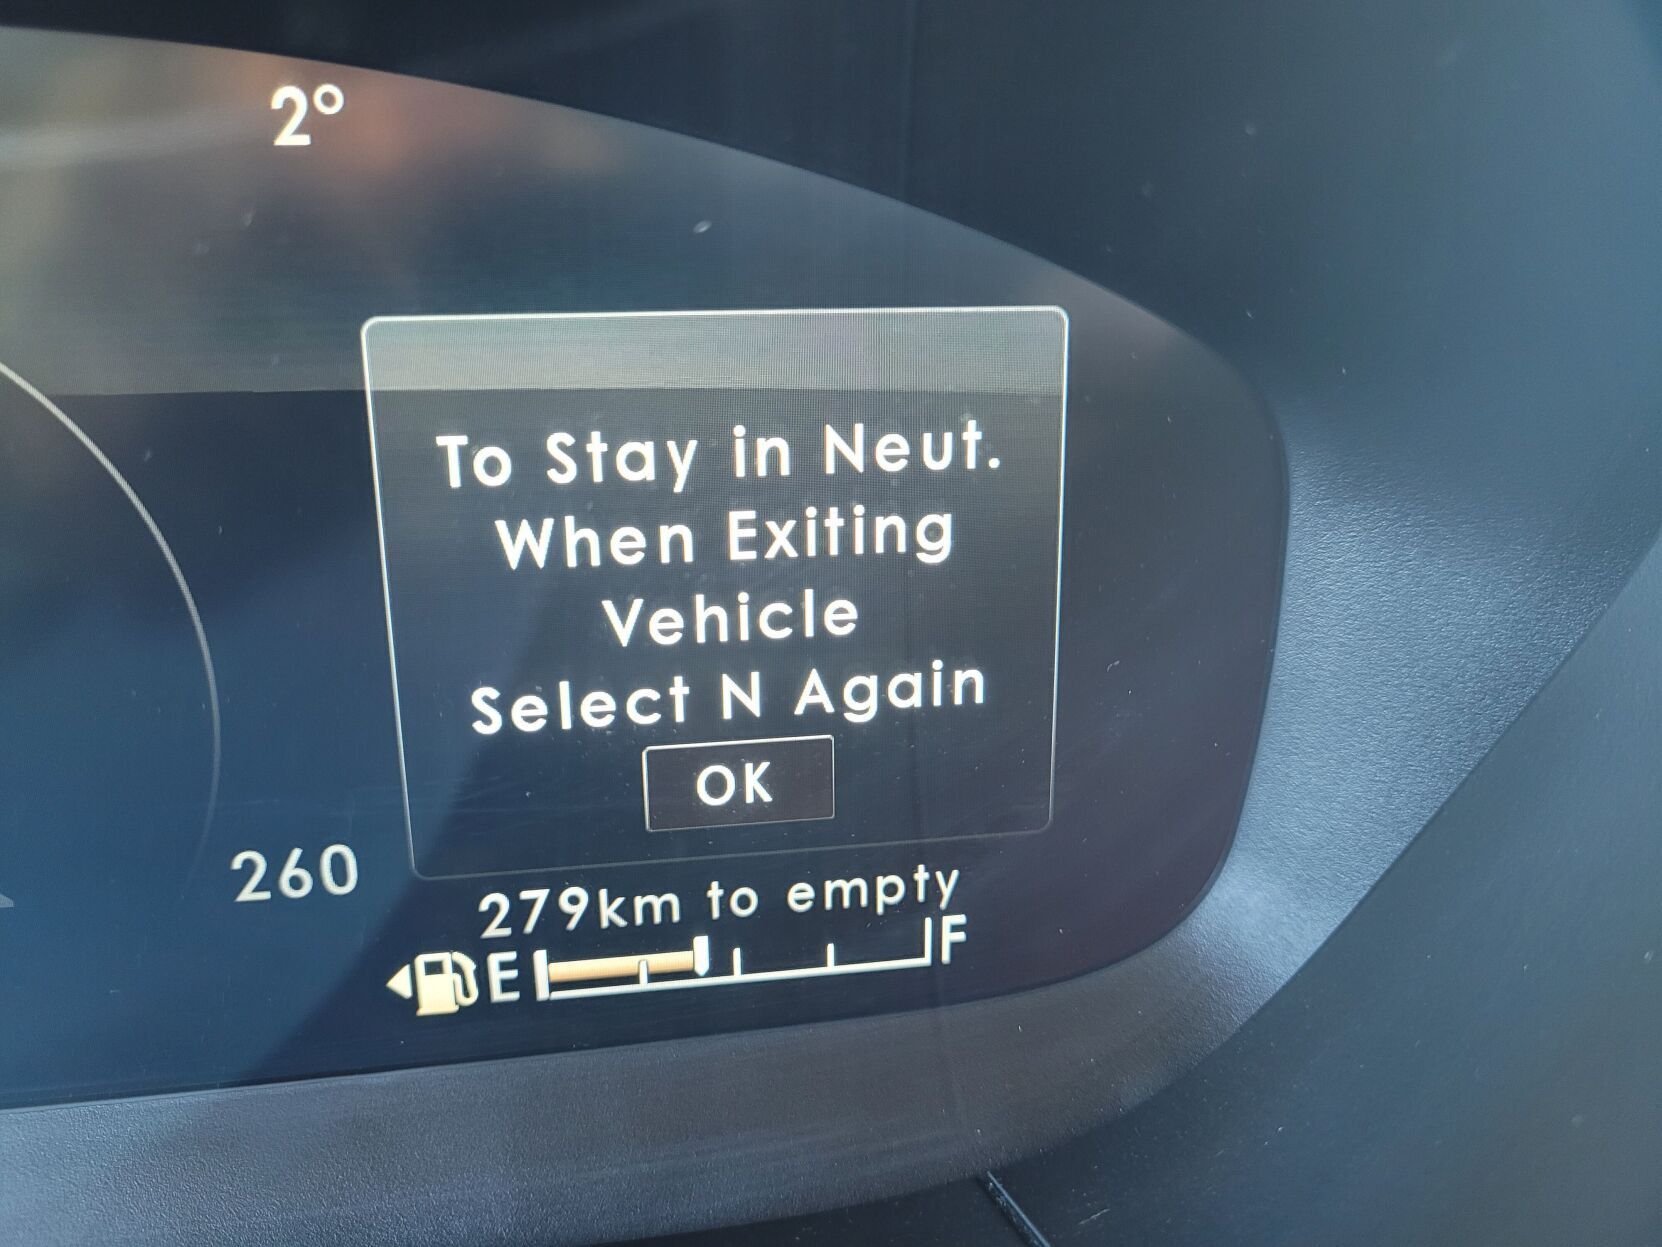 2°
To Stay in Neut.
When Exiting
Vehicle
Select N Again
OK
260
279km to empty
E F